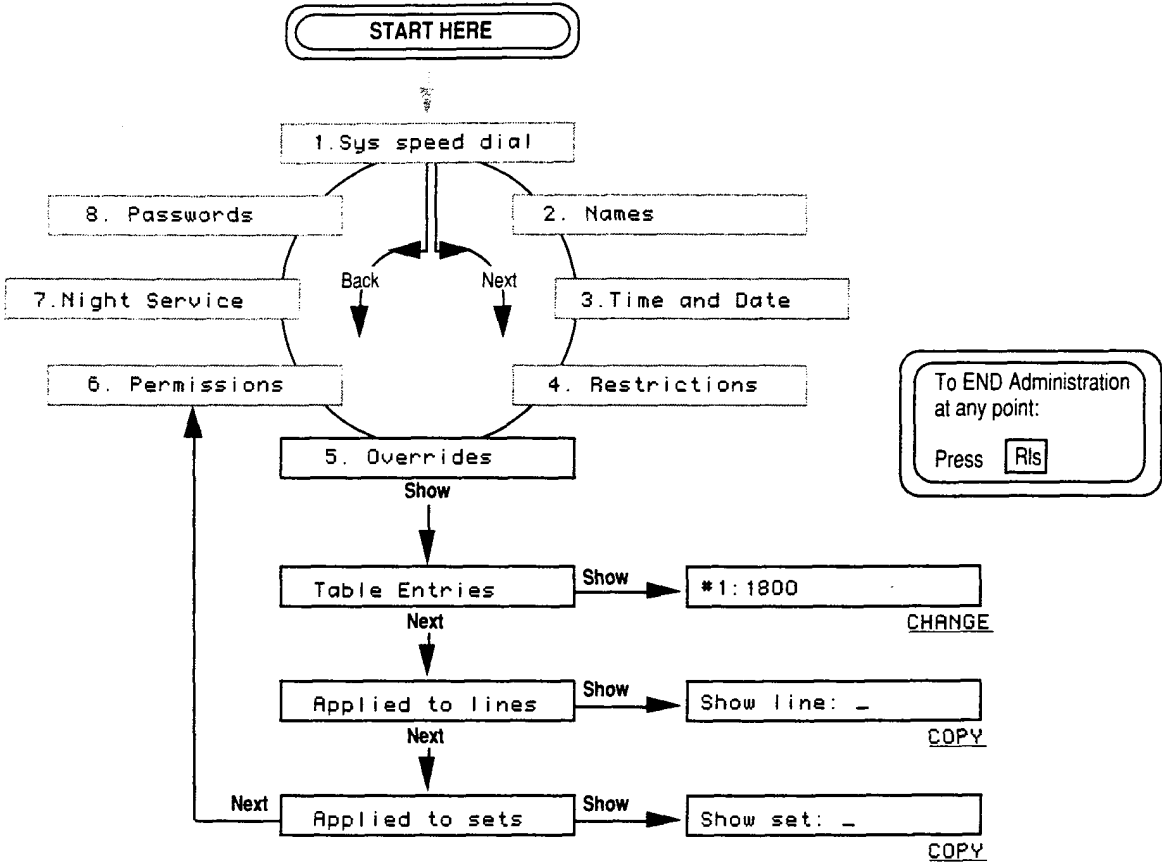 START HERE
1.Sys speed dial
8. Passwords
2. Names
Back
Next
7.Night Service
3.Time and Date
6. Permissions
4. Restrictions
To END Administration
at any point:
Press Rls
5. Overrides
Show
Table Entries
Show
#1:1800
CHANGE
Next
Applied to lines
Show
Show line: _
COPY
Next
Next
Applied to sets
Show
Show set: _
COPY